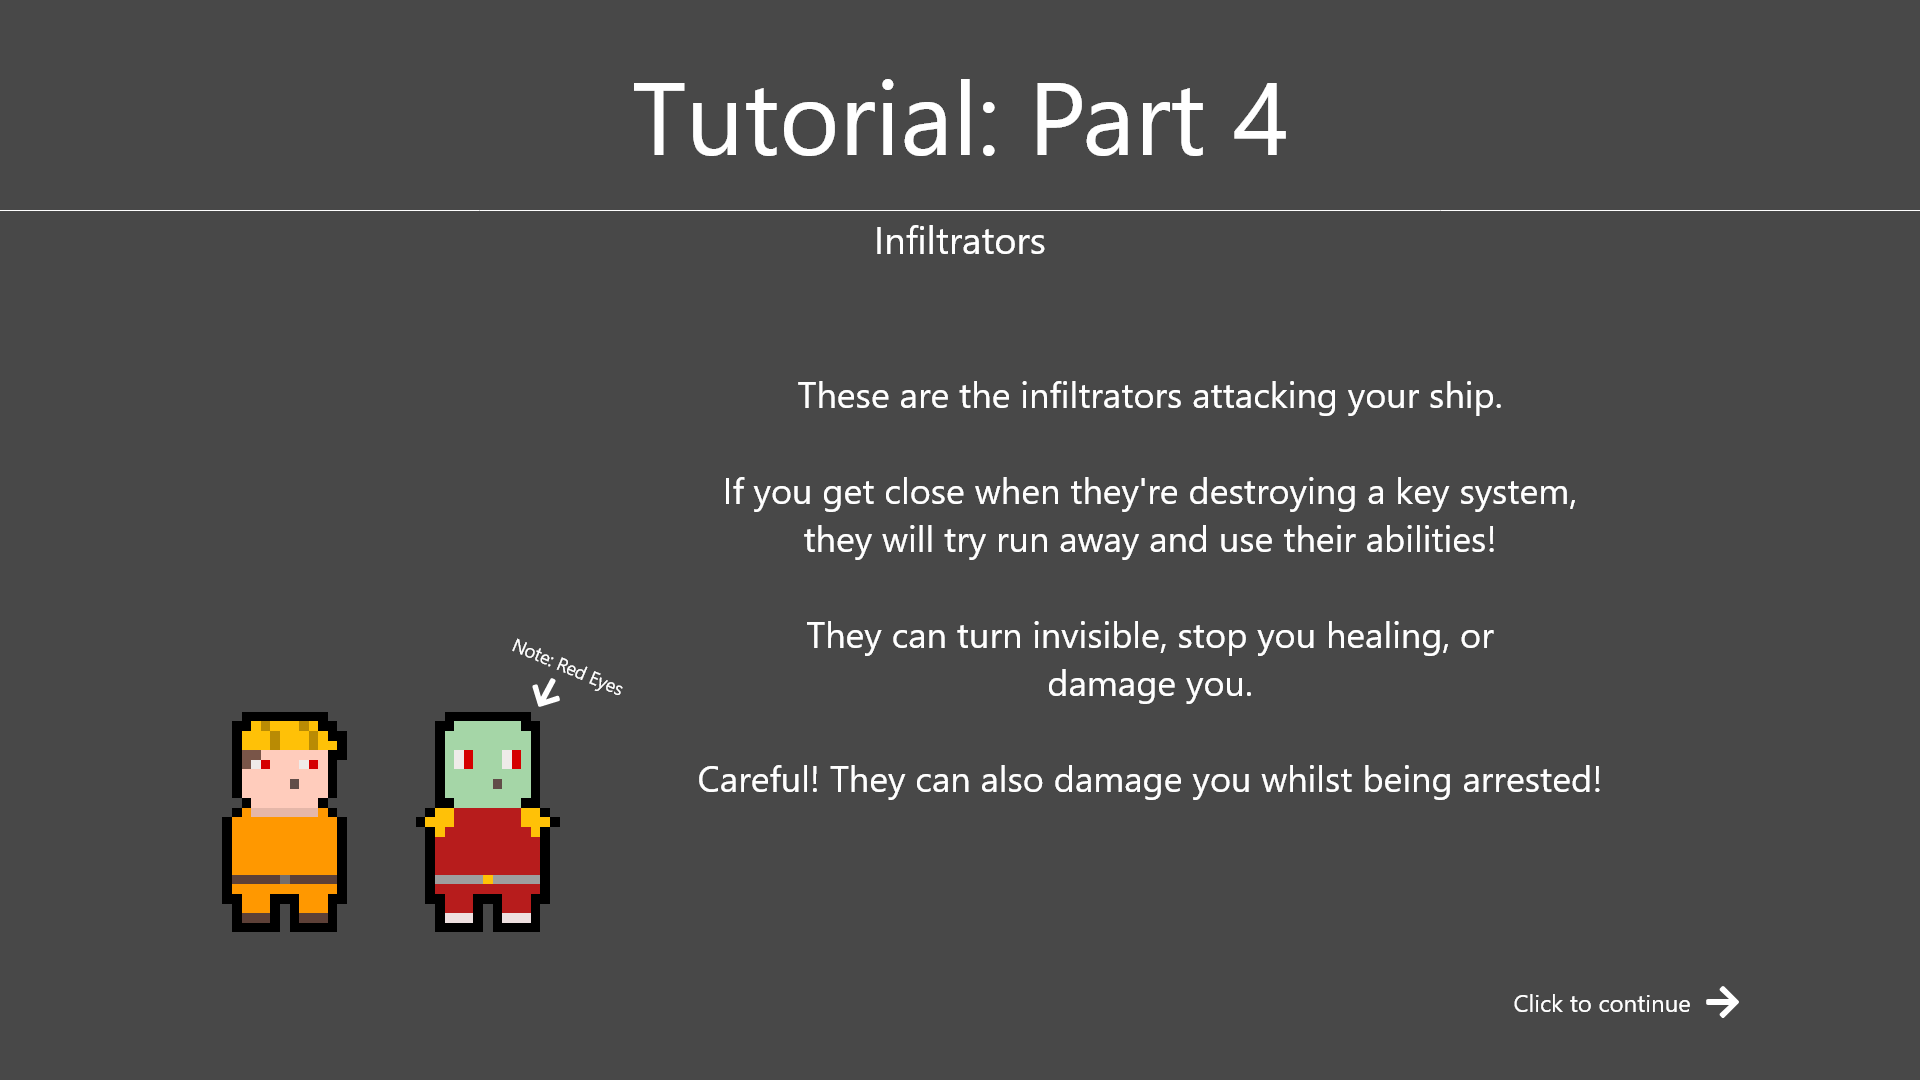 Tutorial: Part 4
Infiltrators
These are the infiltrators attacking your ship.
If you get close when they're destroying a key system,
they will try run away and use their abilities!
They can turn invisible, stop you healing, or
damage you.
Careful! They can also damage you whilst being arrested!
Note: Red Eyes
Click to continue